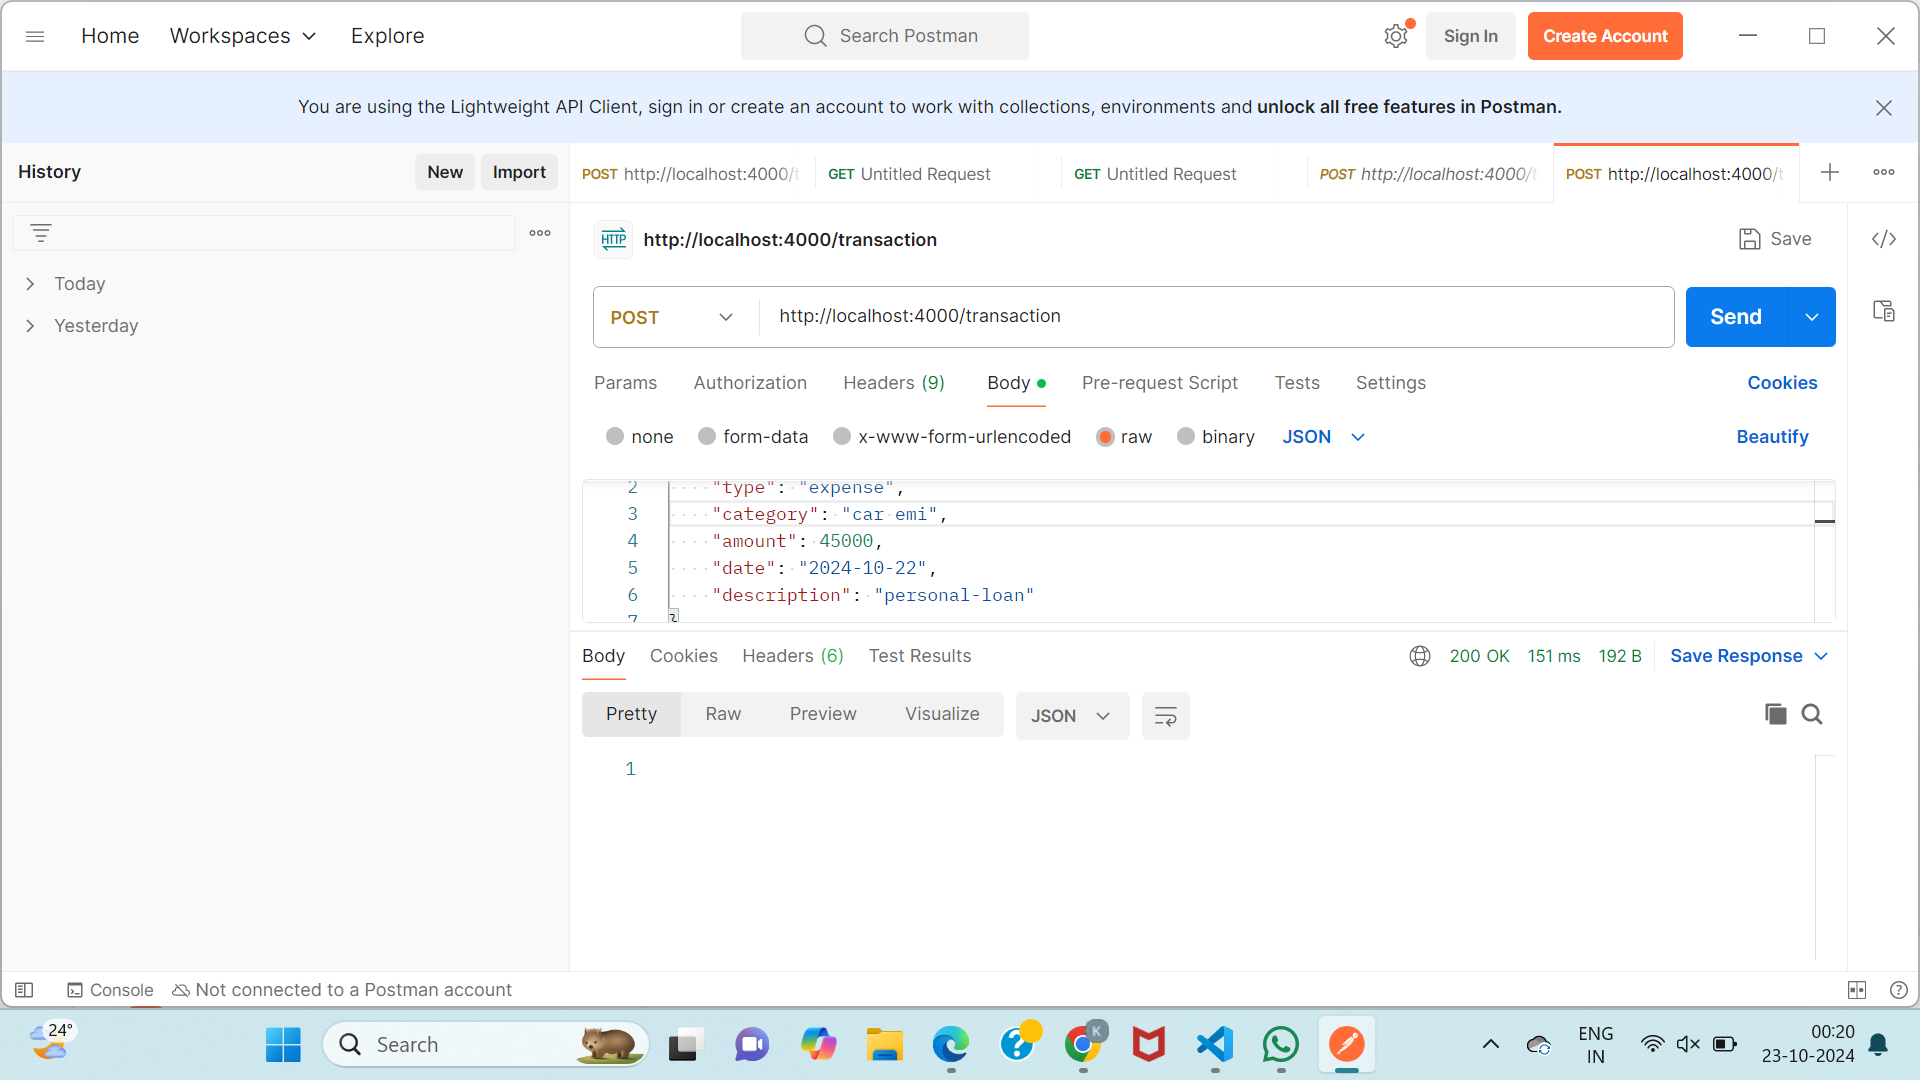 Home
Workspaces
Explore
Search Postman
Sign In
Create Account
You are using the Lightweight API Client, sign in or create an account to work with collections, environments and unlock all free features in Postman.
History
New
Import
POST http://localhost:4000/t
GET Untitled Request
GET Untitled Request
POST http://localhost:4000/t
POST http://localhost:4000/t
Today
Yesterday
HTTP
http://localhost:4000/transaction
Save
POST
http://localhost:4000/transaction
Send
Params
Authorization
Headers (9)
Body
Pre-request Script
Tests
Settings
Cookies
none
form-data
x-www-form-urlencoded
raw
binary
JSON
Beautify
2 "type": "expense",
3 "category": "car emi",
4 "amount": 45000,
5 "date": "2024-10-22",
6 "description": "personal-loan"
7 }
Body
Cookies
Headers (6)
Test Results
200 OK
151 ms
192 B
Save Response
Pretty
Raw
Preview
Visualize
JSON
1
Console
Not connected to a Postman account
24°
Search
K
ENG
IN
00:20
23-10-2024